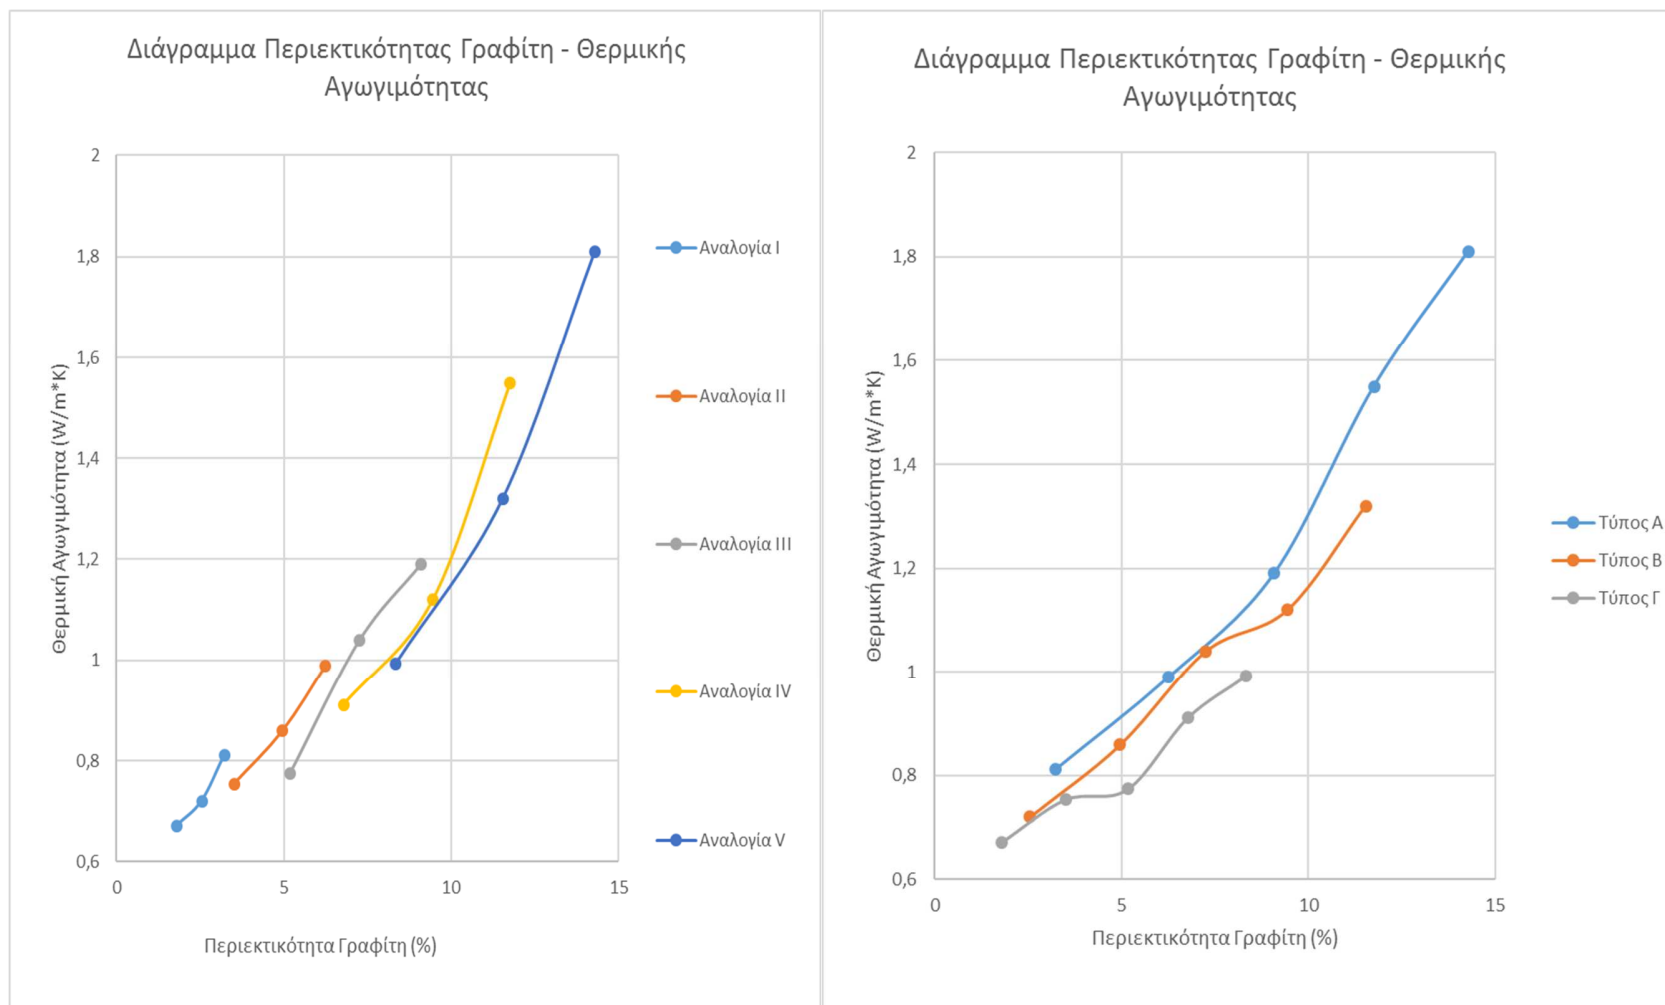 Διάγραμμα Περιεκτικότητας Γραφίτη - Θερμικής
Αγωγιμότητας
2
1,8
1,6
1,4
1,2
1
0,8
0,6
0
5
10
15
Θερμική Αγωγιμότητα (W/m*K)
Περιεκτικότητα Γραφίτη (%)
Αναλογία I
Αναλογία II
Αναλογία III
Αναλογία IV
Αναλογία V
Διάγραμμα Περιεκτικότητας Γραφίτη - Θερμικής
Αγωγιμότητας
2
1,8
1,6
1,4
1,2
1
0,8
0,6
0
5
10
15
Θερμική Αγωγιμότητα (W/m*K)
Περιεκτικότητα Γραφίτη (%)
Τύπος Α
Τύπος Β
Τύπος Γ